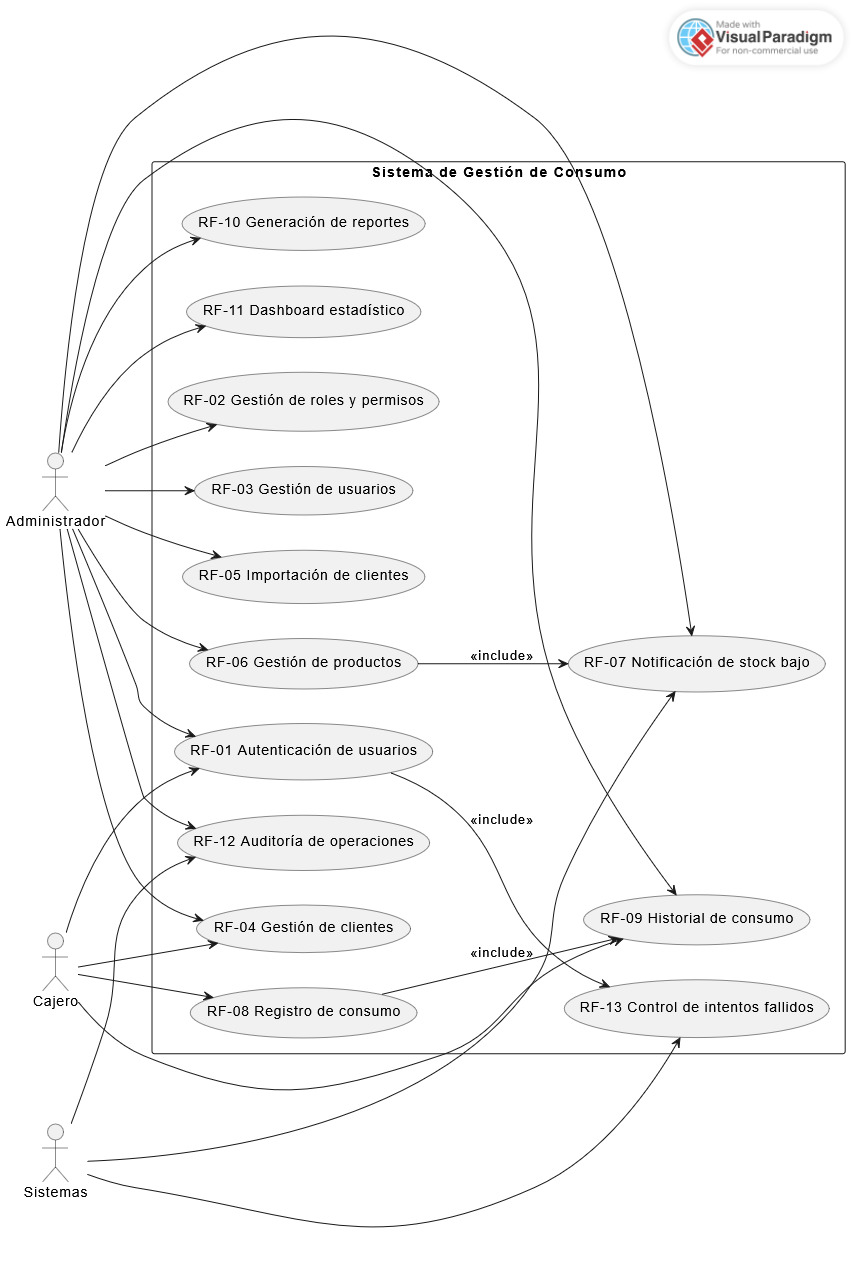 Made with
VisualParadigm
For non-commercial use
Sistema de Gestión de Consumo
RF-10 Generación de reportes
RF-11 Dashboard estadístico
RF-02 Gestión de roles y permisos
RF-03 Gestión de usuarios
Administrador
RF-05 Importación de clientes
RF-06 Gestión de productos
«include»
RF-07 Notificación de stock bajo
RF-01 Autenticación de usuarios
«include»
RF-12 Auditoría de operaciones
RF-04 Gestión de clientes
RF-09 Historial de consumo
«include»
Cajero
RF-08 Registro de consumo
RF-13 Control de intentos fallidos
Sistemas